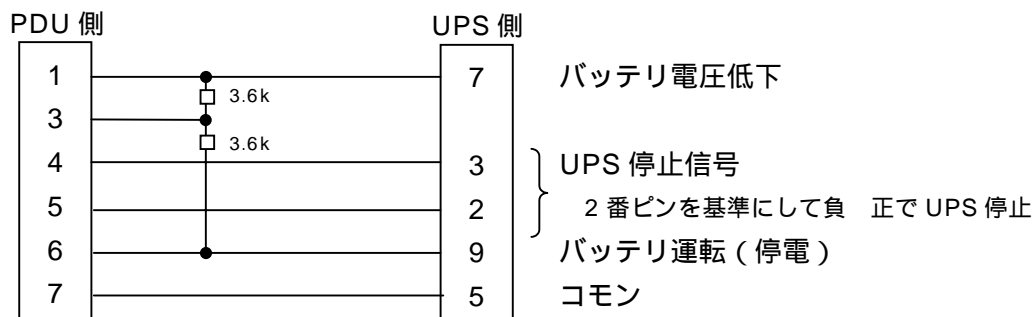 PDU 側
UPS 側
1
7
バッテリ電圧低下
3.6k
3
3.6k
4
3
UPS 停止信号
5
2
2 番ピンを基準にして負 正で UPS 停止
6
9
バッテリ運転 ( 停電 )
7
5
コモン